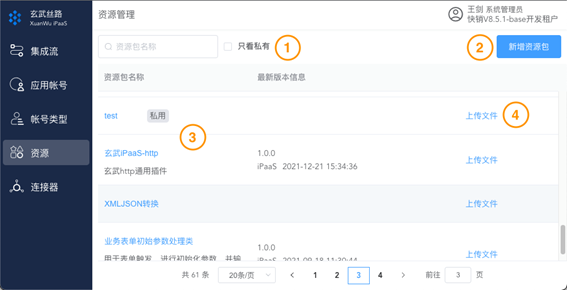 玄武丝路
XuanWu iPaaS
资源管理
王剑 系统管理员
快销V8.5.1-base开发租户
集成流
应用帐号
帐号类型
资源
连接器
资源包名称
只看私有
1
2
新增资源包
资源包名称
最新版本信息
test
私用
上传文件
4
3
玄武iPaaS-http
玄武http通用插件
1.0.0
iPaaS 2021-12-21 15:34:36
上传文件
XMLJSON转换
上传文件
业务表单初始参数处理类
用于表单触发，进行初始化参数，并输
1.0.0
iPaaS 2021-09-18 11:39:44
上传文件
共 61 条
20条/页
1
2
3
4
前往
3
页